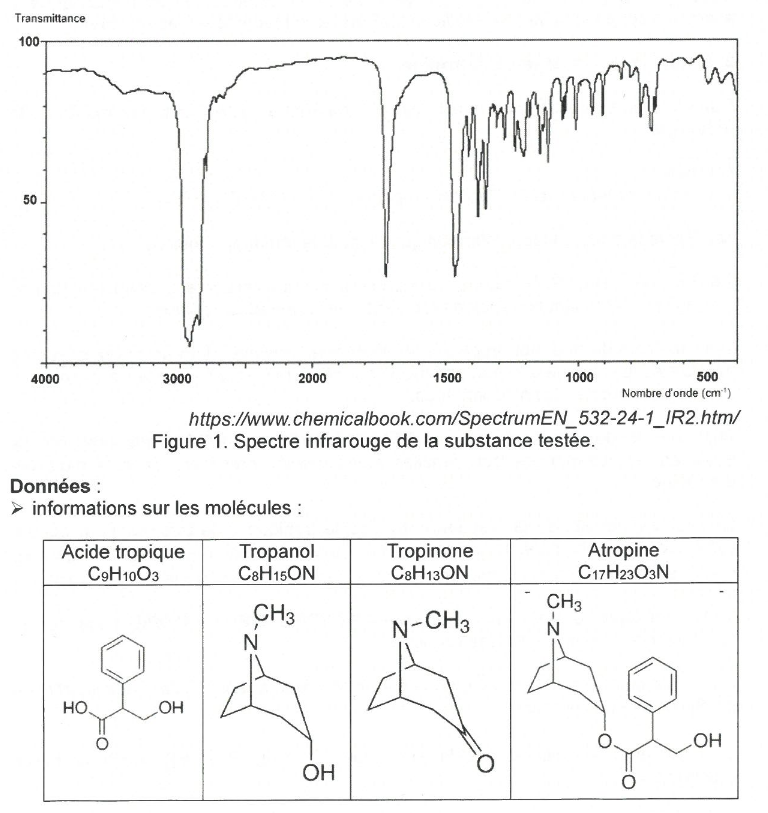 Transmittance
100
50
4000 3000 2000 1500 1000 500
Nombre d'onde (cm⁻¹)
https://www.chemicalbook.com/SpectrumEN_532-24-1_IR2.htm/
Figure 1. Spectre infrarouge de la substance testée.
Données :
➤ informations sur les molécules :
Acide tropique Tropanol Tropinone Atropine
C₉H₁₀O₃ C₈H₁₅ON C₈H₁₃ON C₁₇H₂₃O₃N
HO
OH
O
CH₃
N
OH
N-CH₃
O
CH₃
N
O
OH
O